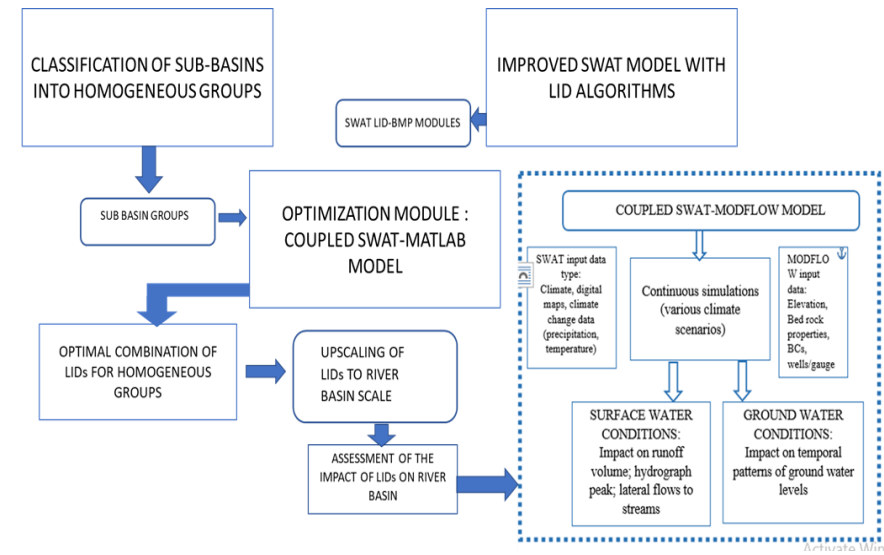 CLASSIFICATION OF SUB-BASINS
INTO HOMOGENEOUS GROUPS
IMPROVED SWAT MODEL WITH
LID ALGORITHMS
SWAT LID-BMP MODULES
SUB BASIN GROUPS
OPTIMIZATION MODULE :
COUPLED SWAT-MATLAB
MODEL
OPTIMAL COMBINATION OF
LIDs FOR HOMOGENEOUS
GROUPS
UPSCALING OF
LIDs TO RIVER
BASIN SCALE
ASSESSMENT OF THE
IMPACT OF LIDs ON RIVER
BASIN
COUPLED SWAT-MODFLOW MODEL
SWAT input data
type:
Climate, digital
maps, climate
change data
(precipitation,
temperature)
Continuous simulations
(various climate
scenarios)
MODFLO
W input
data:
Elevation,
Bed rock
properties,
BCs,
wells/gauge
SURFACE WATER
CONDITIONS:
Impact on runoff
volume; hydrograph
peak; lateral flows to
streams
GROUND WATER
CONDITIONS:
Impact on temporal
patterns of ground water
levels
Activate Win